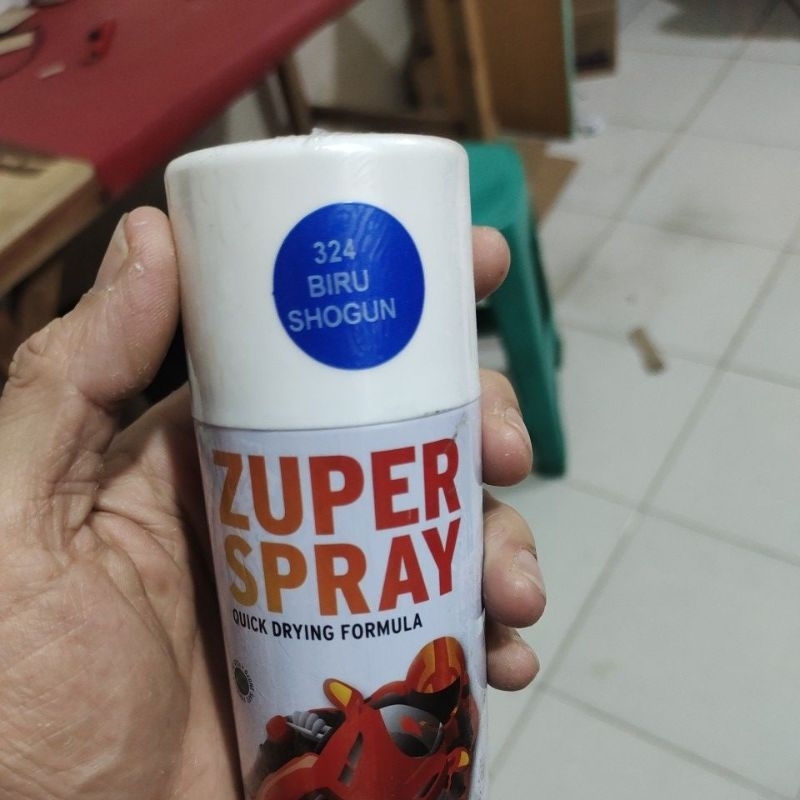 324
BIRU
SHOGUN
ZUPER
SPRAY
QUICK DRYING FORMULA